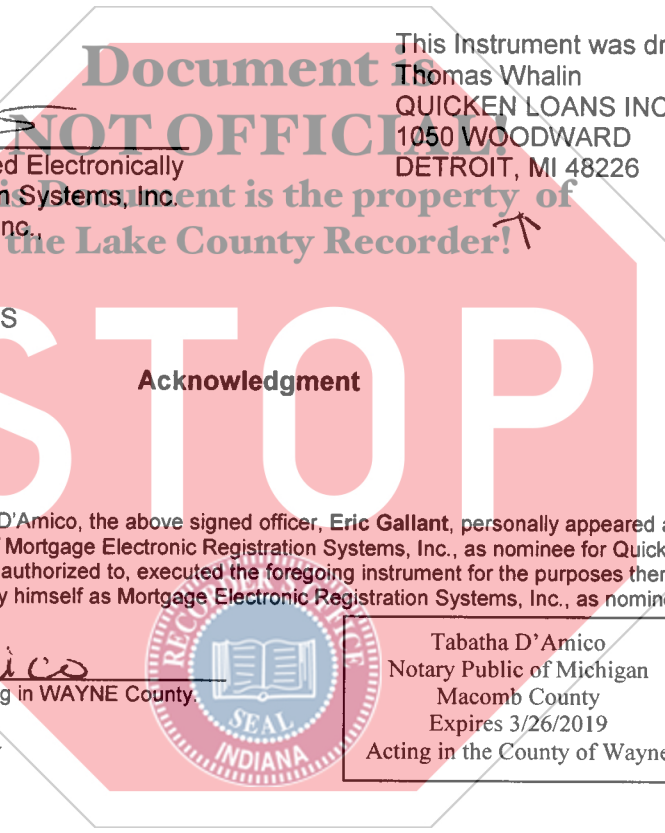 This Instrument was dr
Thomas Whalin
QUICKEN LOANS INC
1050 WOODWARD
DETROIT, MI 48226
Document is
NOT OFFICIAL!
This Document is the property of
the Lake County Recorder!
ed Electronically
n Systems, Inc.
nc.,
S
STOP
Acknowledgment
D'Amico, the above signed officer, Eric Gallant, personally appeared a
Mortgage Electronic Registration Systems, Inc., as nominee for Quick
authorized to, executed the foregoing instrument for the purposes ther
y himself as Mortgage Electronic Registration Systems, Inc., as nomin
ico
g in WAYNE County.
RECORDER'S OFFICE
SEAL
INDIANA
Tabatha D'Amico
Notary Public of Michigan
Macomb County
Expires 3/26/2019
Acting in the County of Wayne